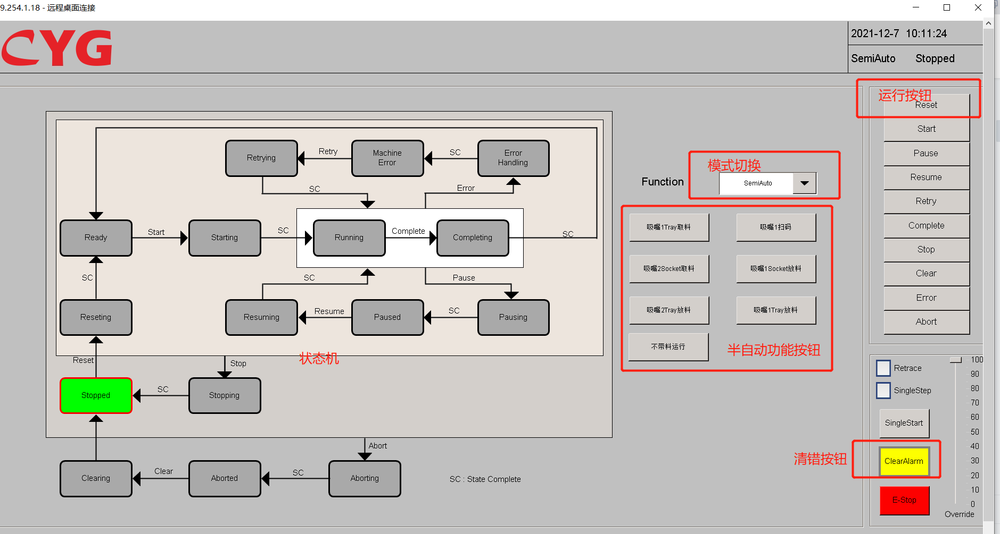 9.254.1.18 - 远程桌面连接
CYG
2021-12-7 10:11:24
SemiAuto Stopped
运行按钮
Reset
Start
Pause
Resume
Retry
Complete
Stop
Clear
Error
Abort
Retrying
Retry
Machine
Error
SC
Error
Handling
SC
Error
Ready
Start
Starting
SC
Running
Complete
Completing
SC
SC
SC
Pause
Reseting
Resuming
Resume
Paused
SC
Pausing
Reset
状态机
Stop
Stopped
SC
Stopping
Abort
Clearing
Clear
Aborted
SC
Aborting
SC : State Complete
Function
模式切换
SemiAuto
吸嘴1Tray取料
吸嘴1扫码
吸嘴2Socket取料
吸嘴1Socket放料
吸嘴2Tray放料
吸嘴1Tray放料
不带料运行
半自动功能按钮
Retrace
SingleStep
SingleStart
清错按钮
ClearAlarm
E-Stop
100
90
80
70
60
50
40
30
20
10
0
Override